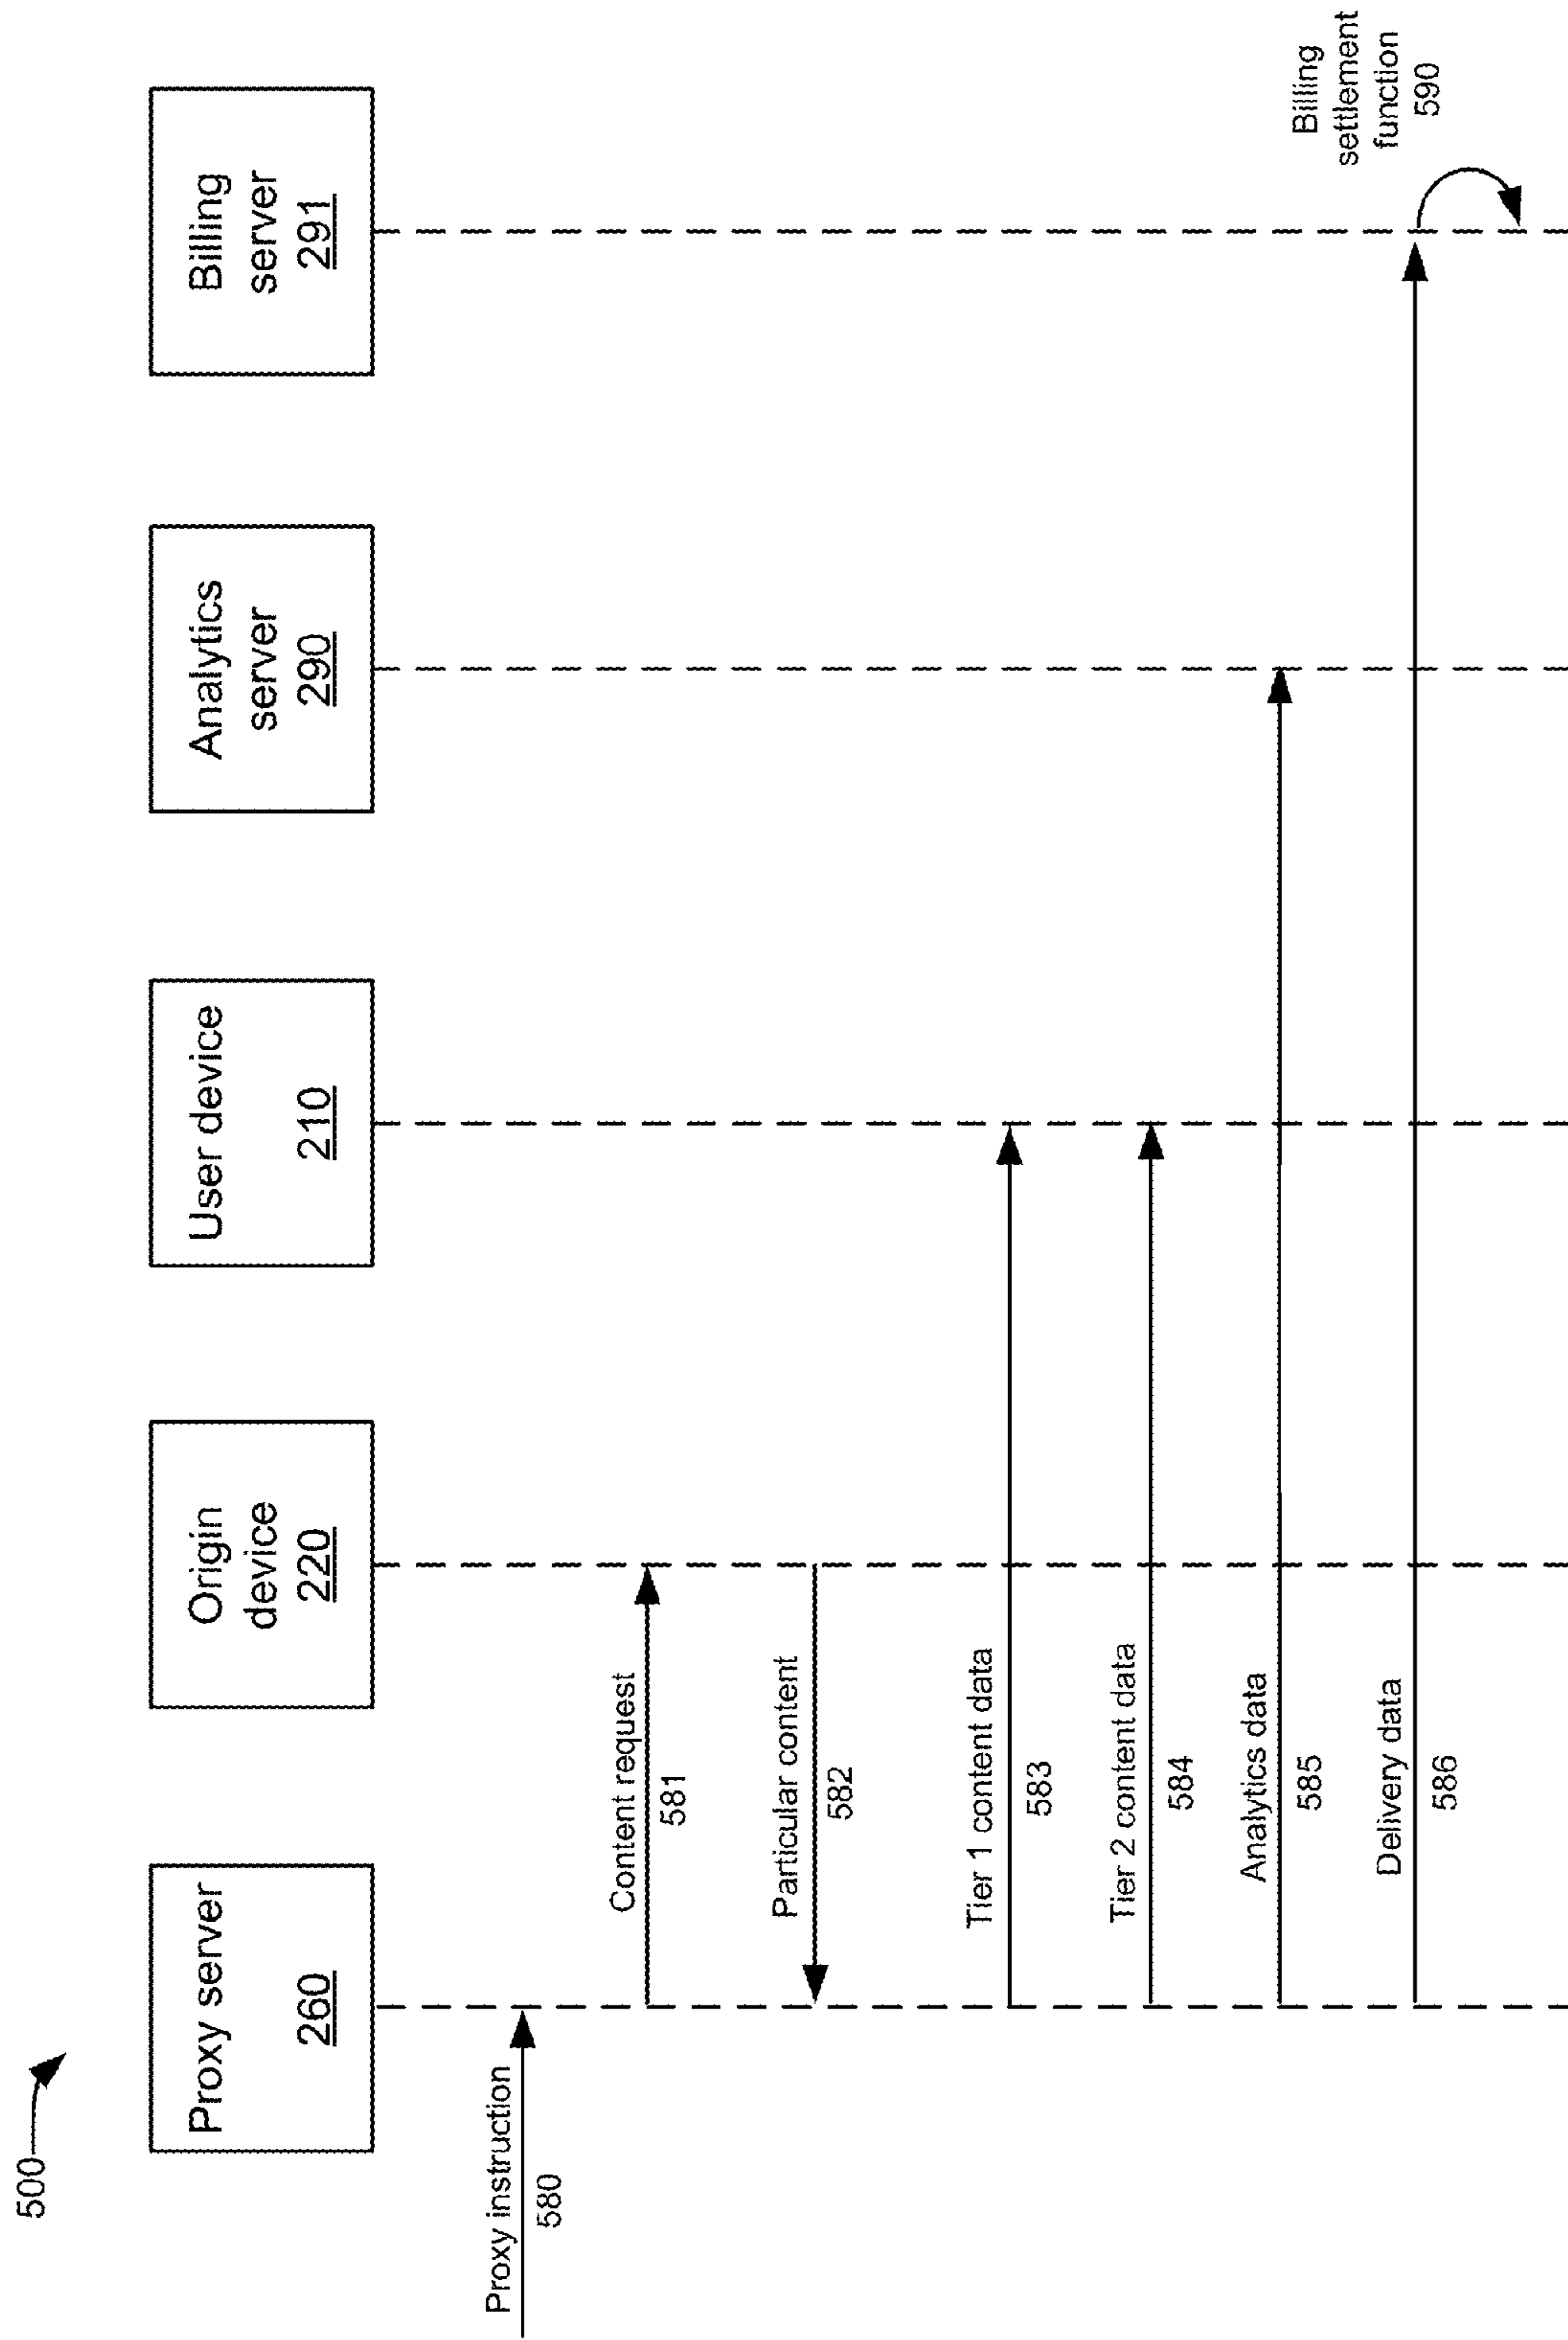 500
Proxy server
260
Origin
device
220
User device
210
Analytics
server
290
Billing
server
291
Proxy instruction
580
Content request
581
Particular content
582
Tier 1 content data
583
Tier 2 content data
584
Analytics data
585
Delivery data
586
Billing
settlement
function
590